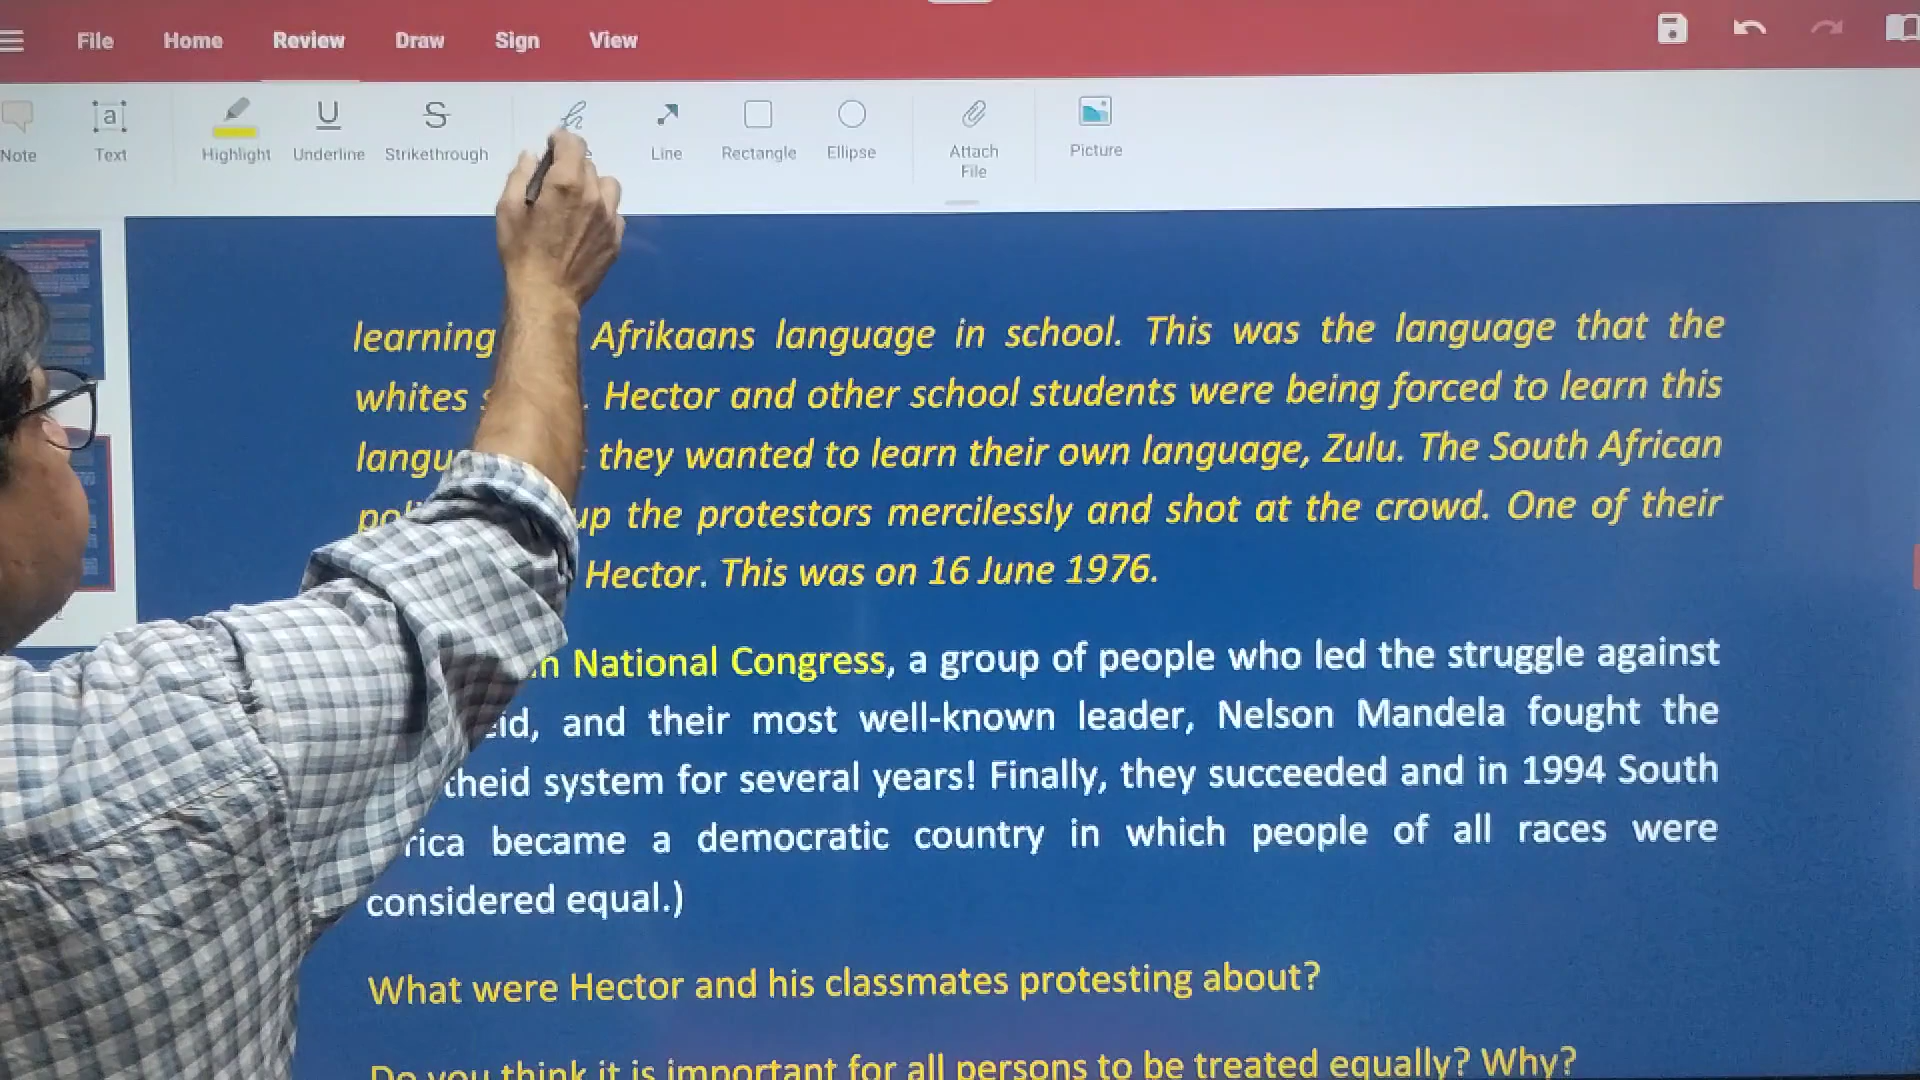 File Home Review Draw Sign View
Note Text Highlight Underline Strikethrough Line Rectangle Ellipse Attach File Picture
learning Afrikaans language in school. This was the language that the
whites Hector and other school students were being forced to learn this
they wanted to learn their own language, Zulu. The South African
up the protestors mercilessly and shot at the crowd. One of their
Hector. This was on 16 June 1976.
National Congress, a group of people who led the struggle against
and their most well-known leader, Nelson Mandela fought the
system for several years! Finally, they succeeded and in 1994 South
became a democratic country in which people of all races were
considered equal.)
What were Hector and his classmates protesting about?
Do you think it is important for all persons to be treated equally? Why?